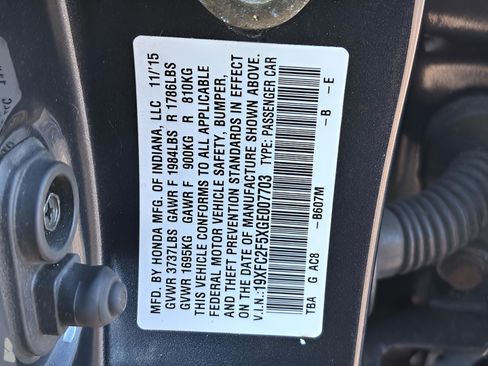 MFD. BY HONDA MFG. OF INDIANA, LLC 11/'15
GVWR 3737LBS GAWR F 1984LBS R 1786LBS
GVWR 1695KG GAWR F 900KG R 810KG
THIS VEHICLE CONFORMS TO ALL APPLICABLE
FEDERAL MOTOR VEHICLE SAFETY, BUMPER,
AND THEFT PREVENTION STANDARDS IN EFFECT
ON THE DATE OF MANUFACTURE SHOWN ABOVE.
V.I.N.:19XFC2F5XGE007703 TYPE: PASSENGER CAR
-B607M -B -E
TBA G AC8